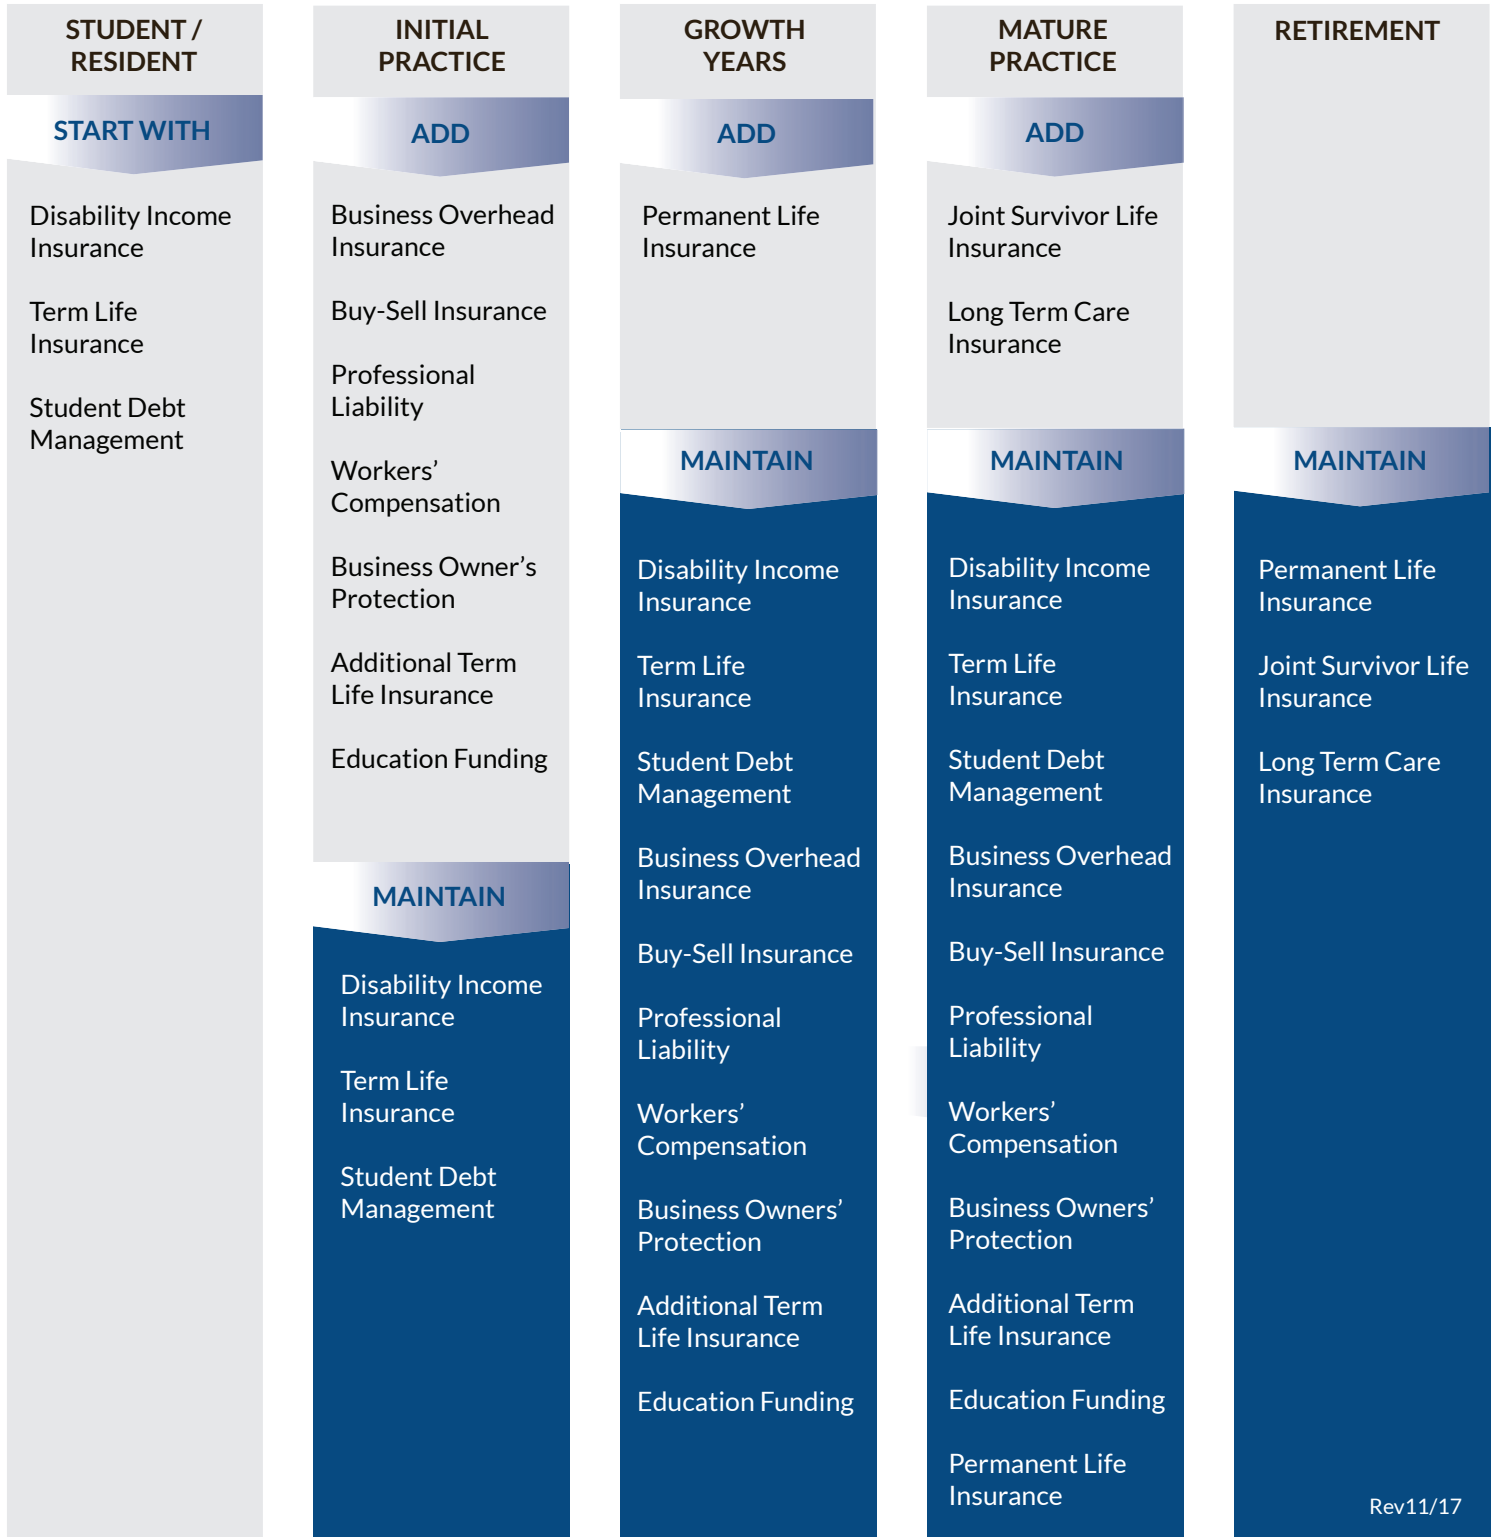 STUDENT /
RESIDENT
START WITH
Disability Income
Insurance
Term Life
Insurance
Student Debt
Management
INITIAL
PRACTICE
ADD
Business Overhead
Insurance
Buy-Sell Insurance
Professional
Liability
Workers’
Compensation
Business Owner’s
Protection
Additional Term
Life Insurance
Education Funding
MAINTAIN
Disability Income
Insurance
Term Life
Insurance
Student Debt
Management
GROWTH
YEARS
ADD
Permanent Life
Insurance
MAINTAIN
Disability Income
Insurance
Term Life
Insurance
Student Debt
Management
Business Overhead
Insurance
Buy-Sell Insurance
Professional
Liability
Workers’
Compensation
Business Owners’
Protection
Additional Term
Life Insurance
Education Funding
MATURE
PRACTICE
ADD
Joint Survivor Life
Insurance
Long Term Care
Insurance
MAINTAIN
Disability Income
Insurance
Term Life
Insurance
Student Debt
Management
Business Overhead
Insurance
Buy-Sell Insurance
Professional
Liability
Workers’
Compensation
Business Owners’
Protection
Additional Term
Life Insurance
Education Funding
Permanent Life
Insurance
RETIREMENT
MAINTAIN
Permanent Life
Insurance
Joint Survivor Life
Insurance
Long Term Care
Insurance
Rev11/17